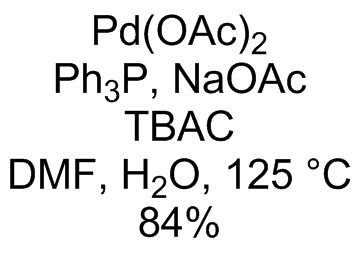 Pd(OAc)₂
Ph₃P, NaOAc
TBAC
DMF, H₂O, 125 °C
84%